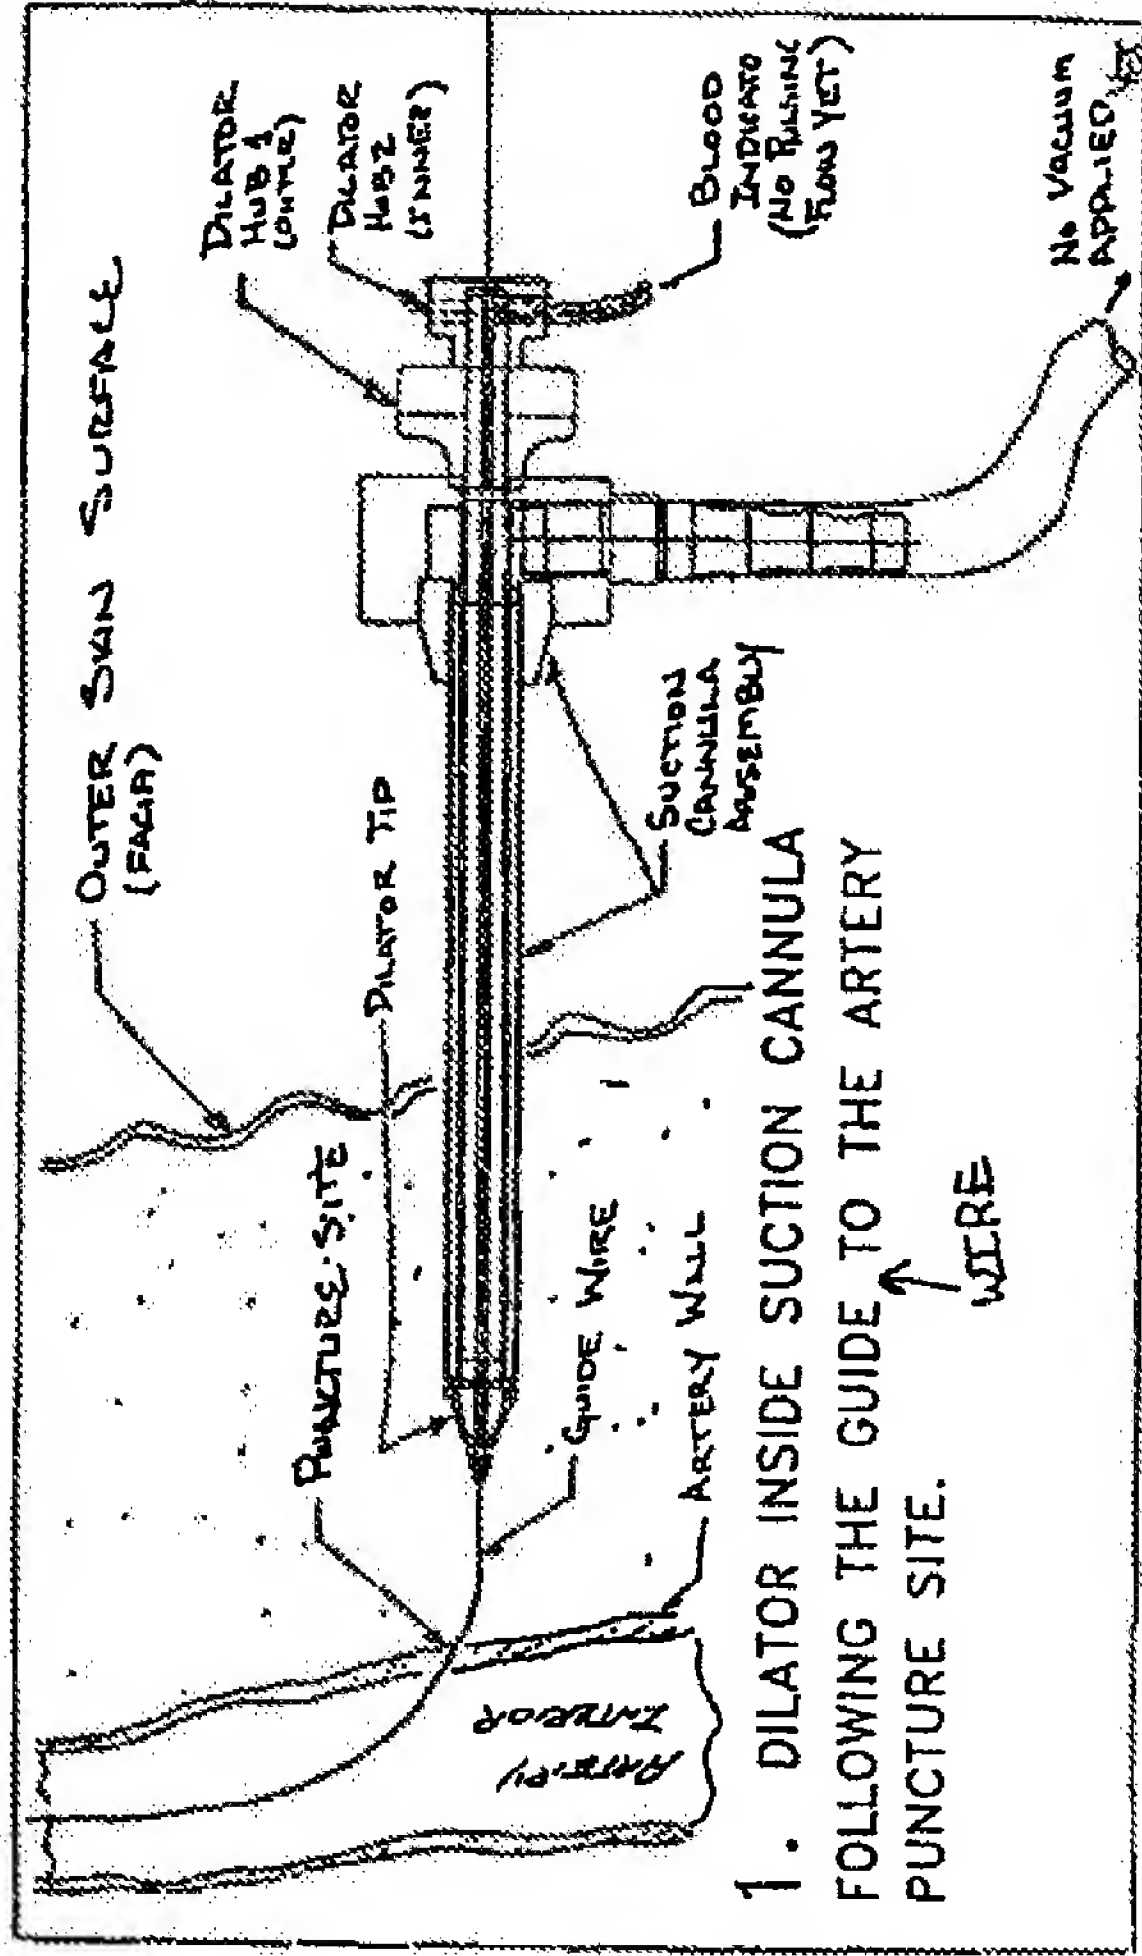 OUTER SKIN SURFACE
(FACIA)
DILATOR
HUB 1
(OUTER)
DILATOR
HUB 2
(INNER)
BLOOD
INDICATO
(NO PULSING
FLOW YET)
NO VACUUM
APPLIED
DILATOR TIP
PUNCTURE SITE
GUIDE WIRE
ARTERY WALL
SUCTION
CANNULA
ASSEMBLY
ARTERY
INTERIOR
1. DILATOR INSIDE SUCTION CANNULA
FOLLOWING THE GUIDE TO THE ARTERY
PUNCTURE SITE.
WIRE